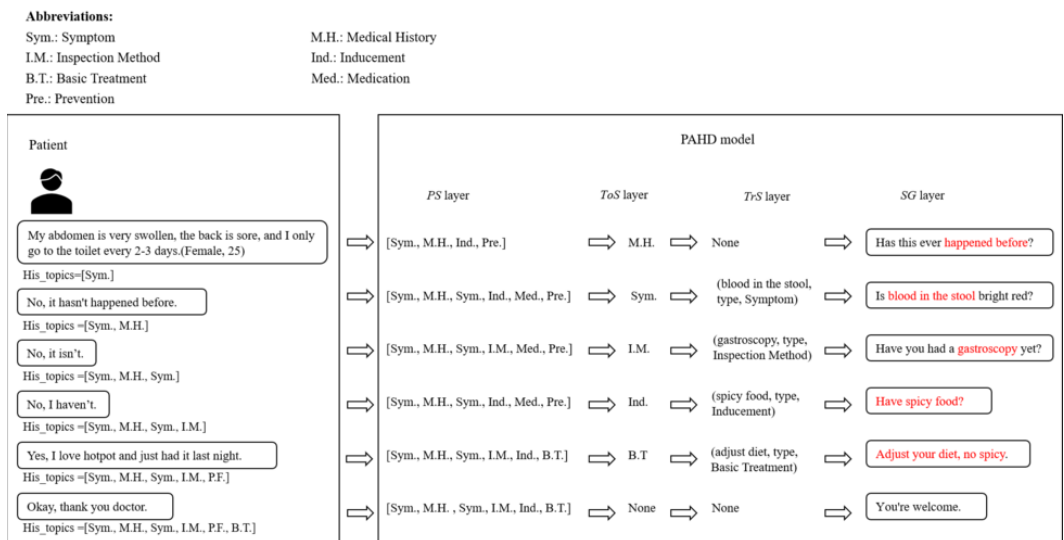 Abbreviations:
Sym.: Symptom M.H.: Medical History
I.M.: Inspection Method Ind.: Inducement
B.T.: Basic Treatment Med.: Medication
Pre.: Prevention
Patient
PAHD model
PS layer ToS layer TrS layer SG layer
My abdomen is very swollen, the back is sore, and I only
go to the toilet every 2-3 days.(Female, 25)
His_topics=[Sym.]
[Sym., M.H., Ind., Pre.] M.H. None Has this ever happened before?
No, it hasn't happened before.
His_topics =[Sym., M.H.]
[Sym., M.H., Sym., Ind., Med., Pre.] Sym. (blood in the stool,
type, Symptom) Is blood in the stool bright red?
No, it isn’t.
His_topics =[Sym., M.H., Sym.]
[Sym., M.H., Sym., I.M., Med., Pre.] I.M. (gastroscopy, type,
Inspection Method) Have you had a gastroscopy yet?
No, I haven’t.
His_topics =[Sym., M.H., Sym., I.M.]
[Sym., M.H., Sym., Ind., Med., Pre.] Ind. (spicy food, type,
Inducement) Have spicy food?
Yes, I love hotpot and just had it last night.
His_topics =[Sym., M.H., Sym., I.M., P.F.]
[Sym., M.H., Sym., I.M., Ind., B.T.] B.T (adjust diet, type,
Basic Treatment) Adjust your diet, no spicy.
Okay, thank you doctor.
His_topics =[Sym., M.H., Sym., I.M., P.F., B.T.]
[Sym., M.H. , Sym., I.M., Ind., B.T.] None None You're welcome.